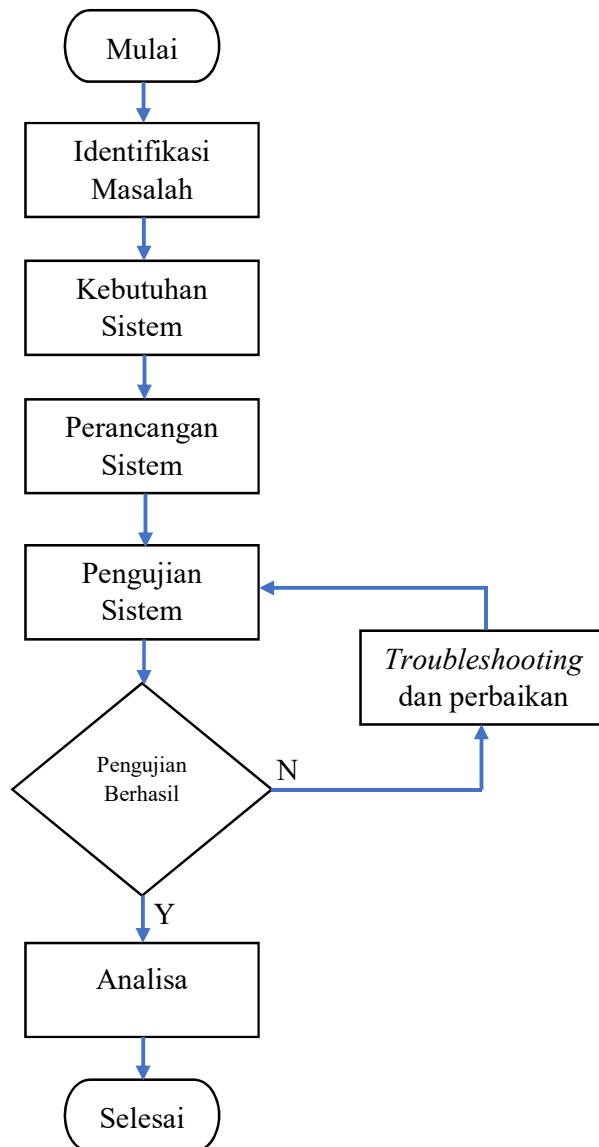 Mulai
Identifikasi
Masalah
Kebutuhan
Sistem
Perancangan
Sistem
Pengujian
Sistem
Troubleshooting
dan perbaikan
Pengujian
Berhasil
N
Y
Analisa
Selesai